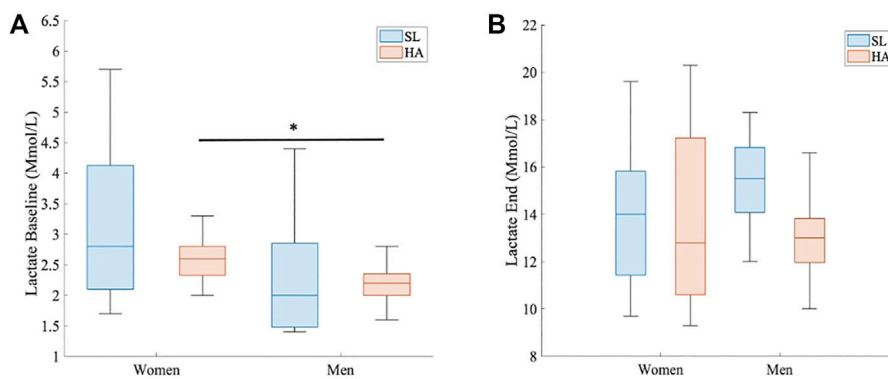 A
Lactate Baseline (Mmol/L)
6.5
6
5.5
5
4.5
4
3.5
3
2.5
2
1.5
1
SL
HA
*
Women
Men
B
Lactate End (Mmol/L)
22
20
18
16
14
12
10
8
SL
HA
Women
Men